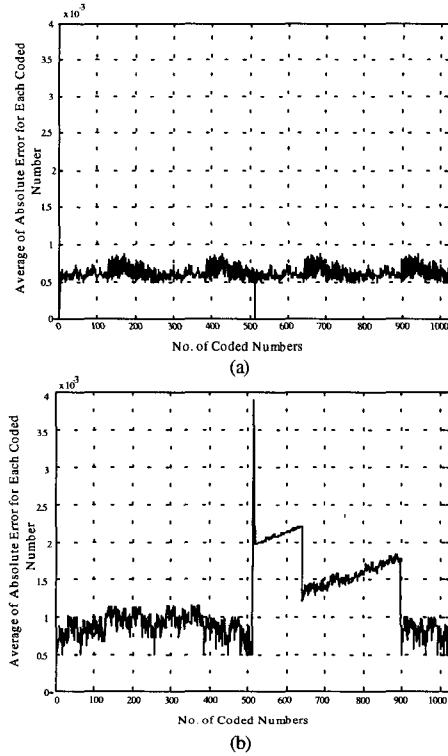 x10³
4
3.5
3
2.5
2
1.5
1
0.5
0
Average of Absolute Error for Each Coded
Number
0 100 200 300 400 500 600 700 800 900 1000
No. of Coded Numbers
(a)
x10³
4
3.5
3
2.5
2
1.5
1
0.5
0
Average of Absolute Error for Each Coded
Number
0 100 200 300 400 500 600 700 800 900 1000
No. of Coded Numbers
(b)